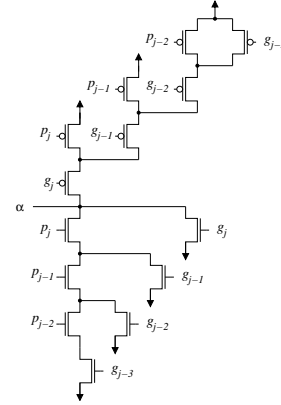 p_{j–2} g_{j–}
p_{j–1} g_{j–2}
p_j g_{j–1}
g_j
α
p_j g_j
p_{j–1} g_{j–1}
p_{j–2} g_{j–2}
g_{j–3}